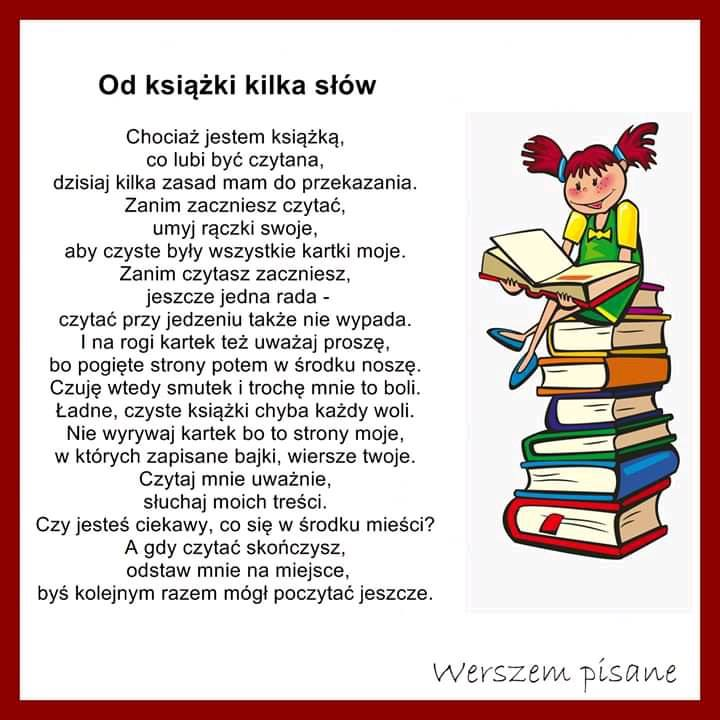 Od książki kilka słów
Chociaż jestem książką,
co lubi być czytana,
dzisiaj kilka zasad mam do przekazania.
Zanim zaczniesz czytać,
umyj rączki swoje,
aby czyste były wszystkie kartki moje.
Zanim czytasz zaczniesz,
jeszcze jedna rada -
czytać przy jedzeniu także nie wypada.
I na rogi kartek też uważaj proszę,
bo pogięte strony potem w środku noszę.
Czuję wtedy smutek i trochę mnie to boli.
Ładne, czyste książki chyba każdy woli.
Nie wyrywaj kartek bo to strony moje,
w których zapisane bajki, wiersze twoje.
Czytaj mnie uważnie,
słuchaj moich treści.
Czy jesteś ciekawy, co się w środku mieści?
A gdy czytać skończysz,
odstaw mnie na miejsce,
byś kolejnym razem mógł poczytać jeszcze.
Werszem pisane